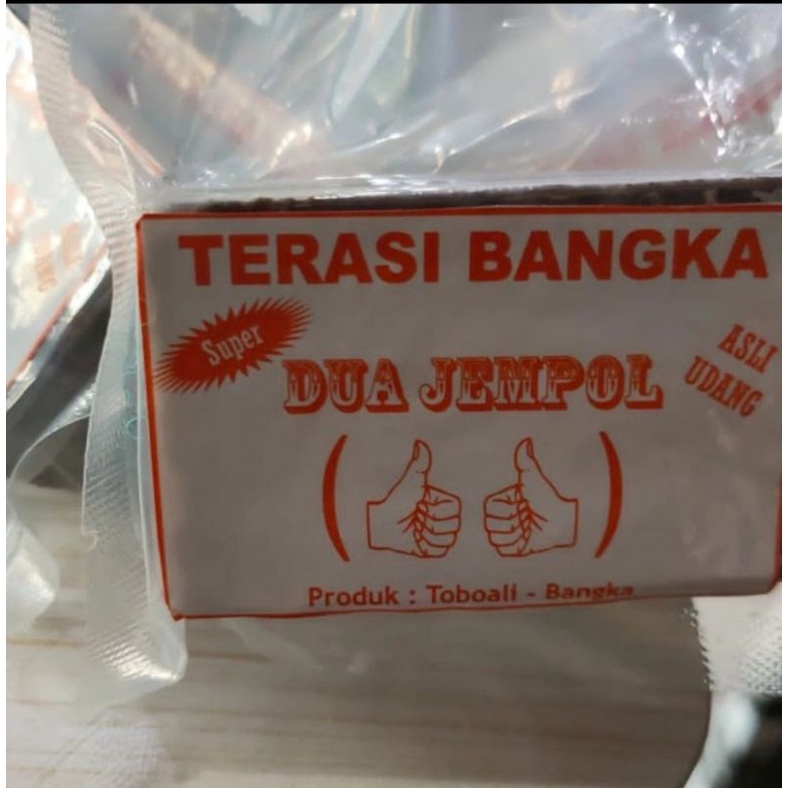 TERASI BANGKA
Super
DUA JEMPOL
ASLI
UDANG
Produk : Toboali - Bangka